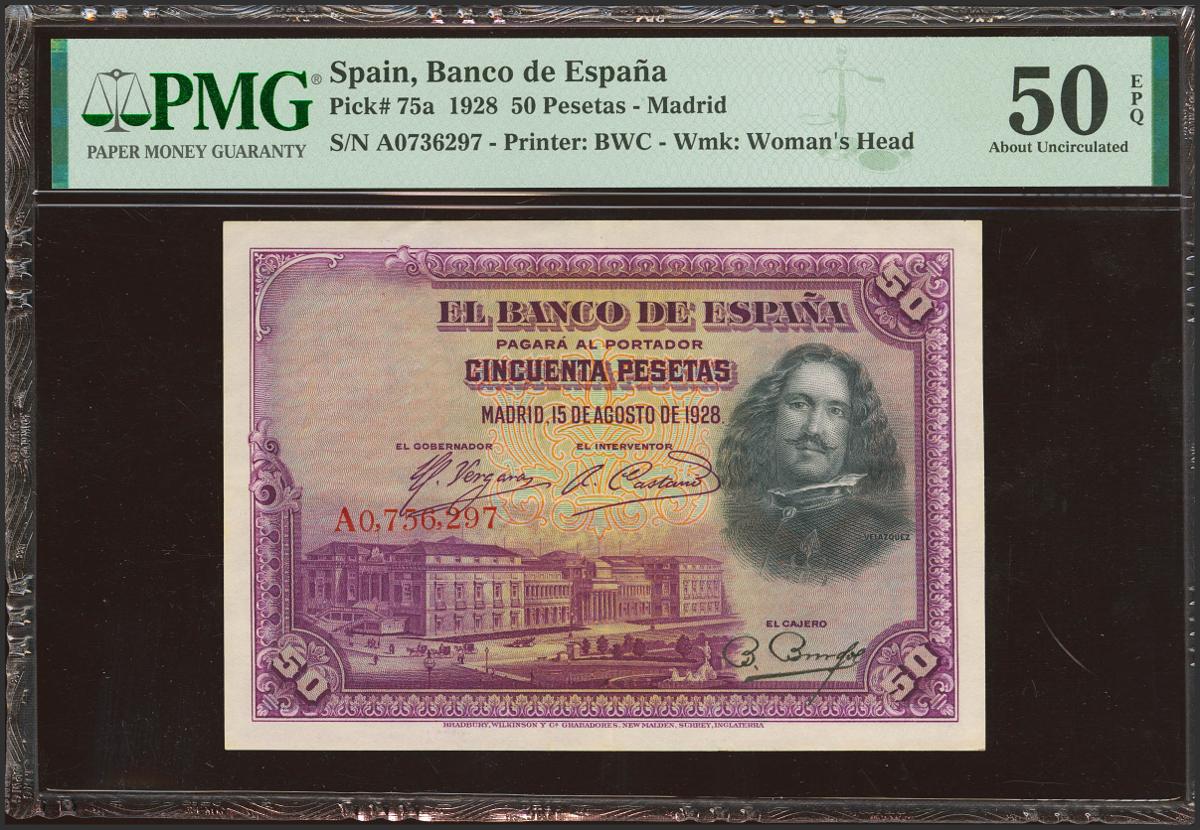 PMG®
PAPER MONEY GUARANTY
Spain, Banco de España
Pick# 75a 1928 50 Pesetas - Madrid
S/N A0736297 - Printer: BWC - Wmk: Woman's Head
50
EPQ
About Uncirculated
50
EL BANCO DE ESPAÑA
PAGARÁ AL PORTADOR
CINCUENTA PESETAS
MADRID, 15 DE AGOSTO DE 1928.
EL GOBERNADOR EL INTERVENTOR
Vergaras Castaño
A0,736,297
VELAZQUEZ
EL CAJERO
B.
50 50
BRADBURY, WILKINSON Y Cª GRABADORES, NEW MALDEN, SURREY, INGLATERRA